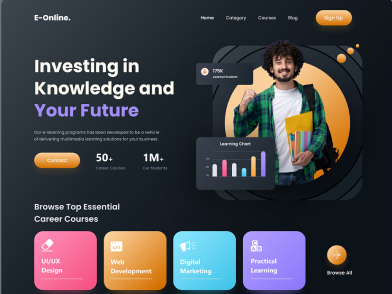 E-Online.
Home Category Courses Blog Sign Up
Investing in
Knowledge and
Your Future
175K
Our e-learning programs has been developed to be a vehicle
of delivering multimedia learning solutions for your business.
Contact
50+
Career Courses
1M+
Our Students
Learning Chart
Browse Top Essential
Career Courses
UI/UX
Design
Web
Development
Digital
Marketing
Practical
Learning
Browse All